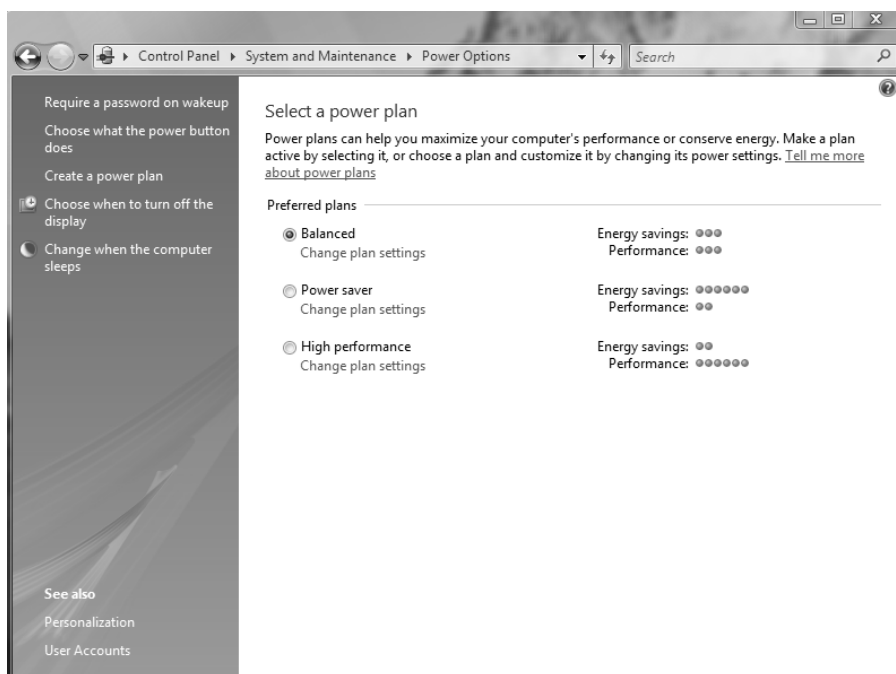 Control Panel System and Maintenance Power Options Search
Require a password on wakeup
Choose what the power button
does
Create a power plan
Choose when to turn off the
display
Change when the computer
sleeps
See also
Personalization
User Accounts
Select a power plan
Power plans can help you maximize your computer's performance or conserve energy. Make a plan
active by selecting it, or choose a plan and customize it by changing its power settings. Tell me more
about power plans
Preferred plans
Balanced Energy savings:
Change plan settings Performance:
Power saver Energy savings:
Change plan settings Performance:
High performance Energy savings:
Change plan settings Performance: